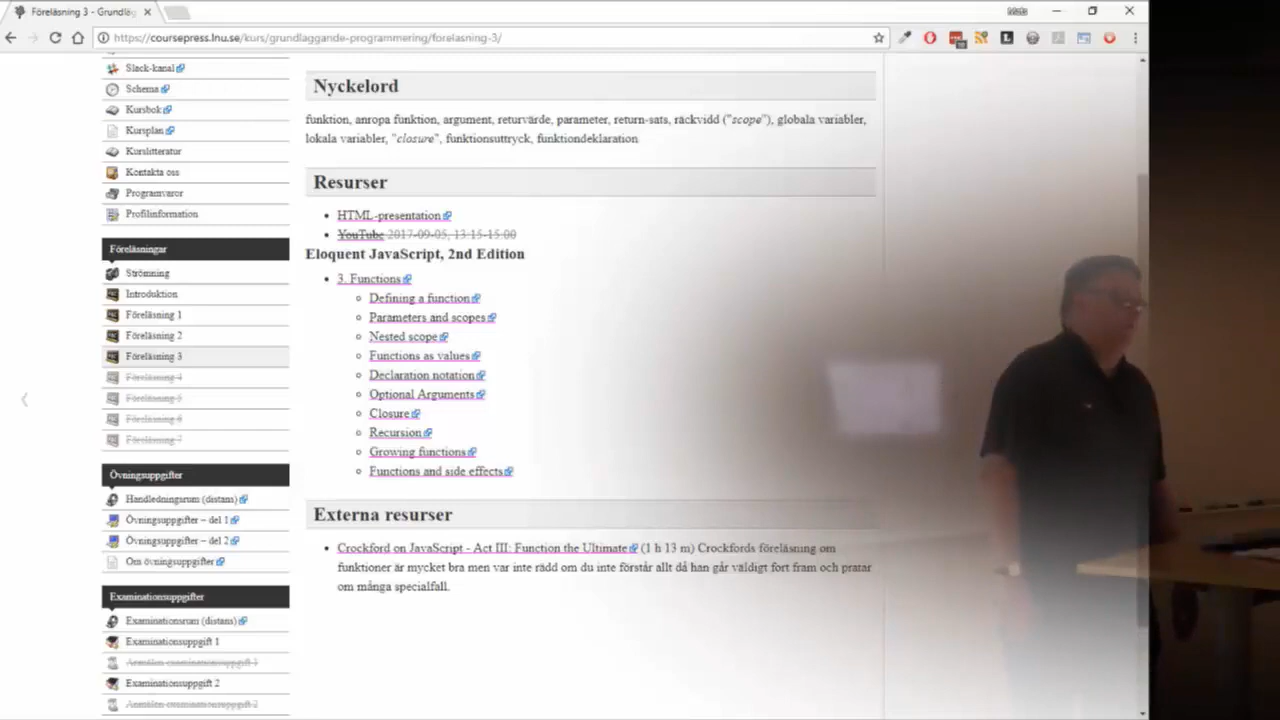 Föreläsning 3 - Grundläg
Mats
https://coursepress.lnu.se/kurs/grundlaggande-programmering/forelasning-3/
Slack-kanal
Schema
Kursbok
Kursplan
Kurslitteratur
Kontakta oss
Programvaror
Profilinformation
Föreläsningar
Strömning
Introduktion
Föreläsning 1
Föreläsning 2
Föreläsning 3
Föreläsning 4
Föreläsning 5
Föreläsning 6
Föreläsning 7
Övningsuppgifter
Handledningsrum (distans)
Övningsuppgifter – del 1
Övningsuppgifter – del 2
Om övningsuppgifter
Examinationsuppgifter
Examinationsrum (distans)
Examinationsuppgift 1
Anmälan examinationsuppgift 1
Examinationsuppgift 2
Anmälan examinationsuppgift 2
Nyckelord
funktion, anropa funktion, argument, returvärde, parameter, return-sats, räckvidd ("scope"), globala variabler,
lokala variabler, "closure", funktionsuttryck, funktiondeklaration
Resurser
HTML-presentation
YouTube 2017-09-05, 13:15-15:00
Eloquent JavaScript, 2nd Edition
3. Functions
Defining a function
Parameters and scopes
Nested scope
Functions as values
Declaration notation
Optional Arguments
Closure
Recursion
Growing functions
Functions and side effects
Externa resurser
Crockford on JavaScript - Act III: Function the Ultimate (1 h 13 m) Crockfords föreläsning om
funktioner är mycket bra men var inte rädd om du inte förstår allt då han går väldigt fort fram och pratar
om många specialfall.